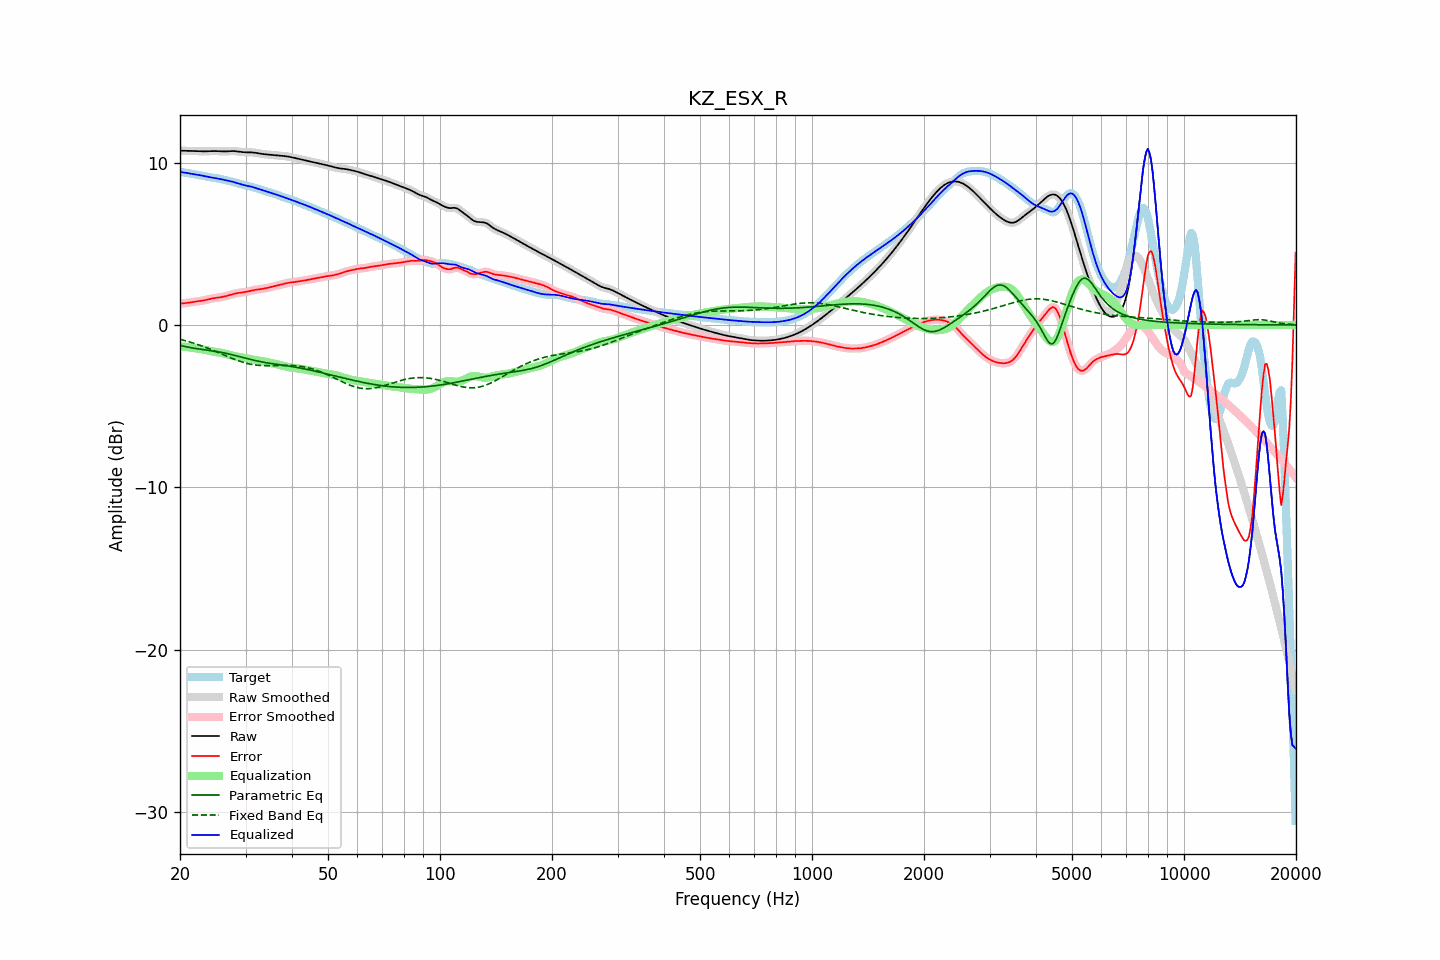 KZ_ESX_R
Amplitude (dBr)
10
0
−10
−20
−30
Target
Raw Smoothed
Error Smoothed
Raw
Error
Equalization
Parametric Eq
Fixed Band Eq
Equalized
20 50 100 200 500 1000 2000 5000 10000 20000
Frequency (Hz)